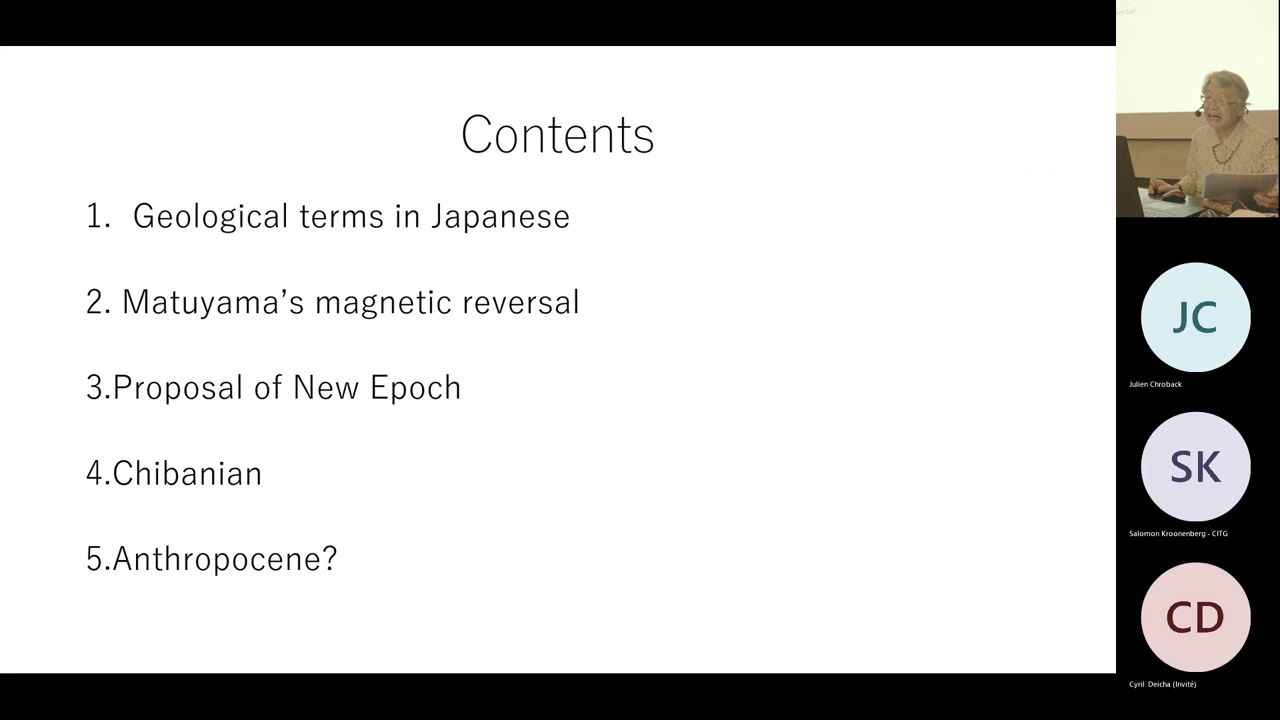 Contents
1. Geological terms in Japanese
2. Matuyama’s magnetic reversal
3.Proposal of New Epoch
4.Chibanian
5.Anthropocene?
ersal
JC
Julien Chroback
SK
Salomon Kroonenberg - CITG
CD
Cyril Deicha (Invité)